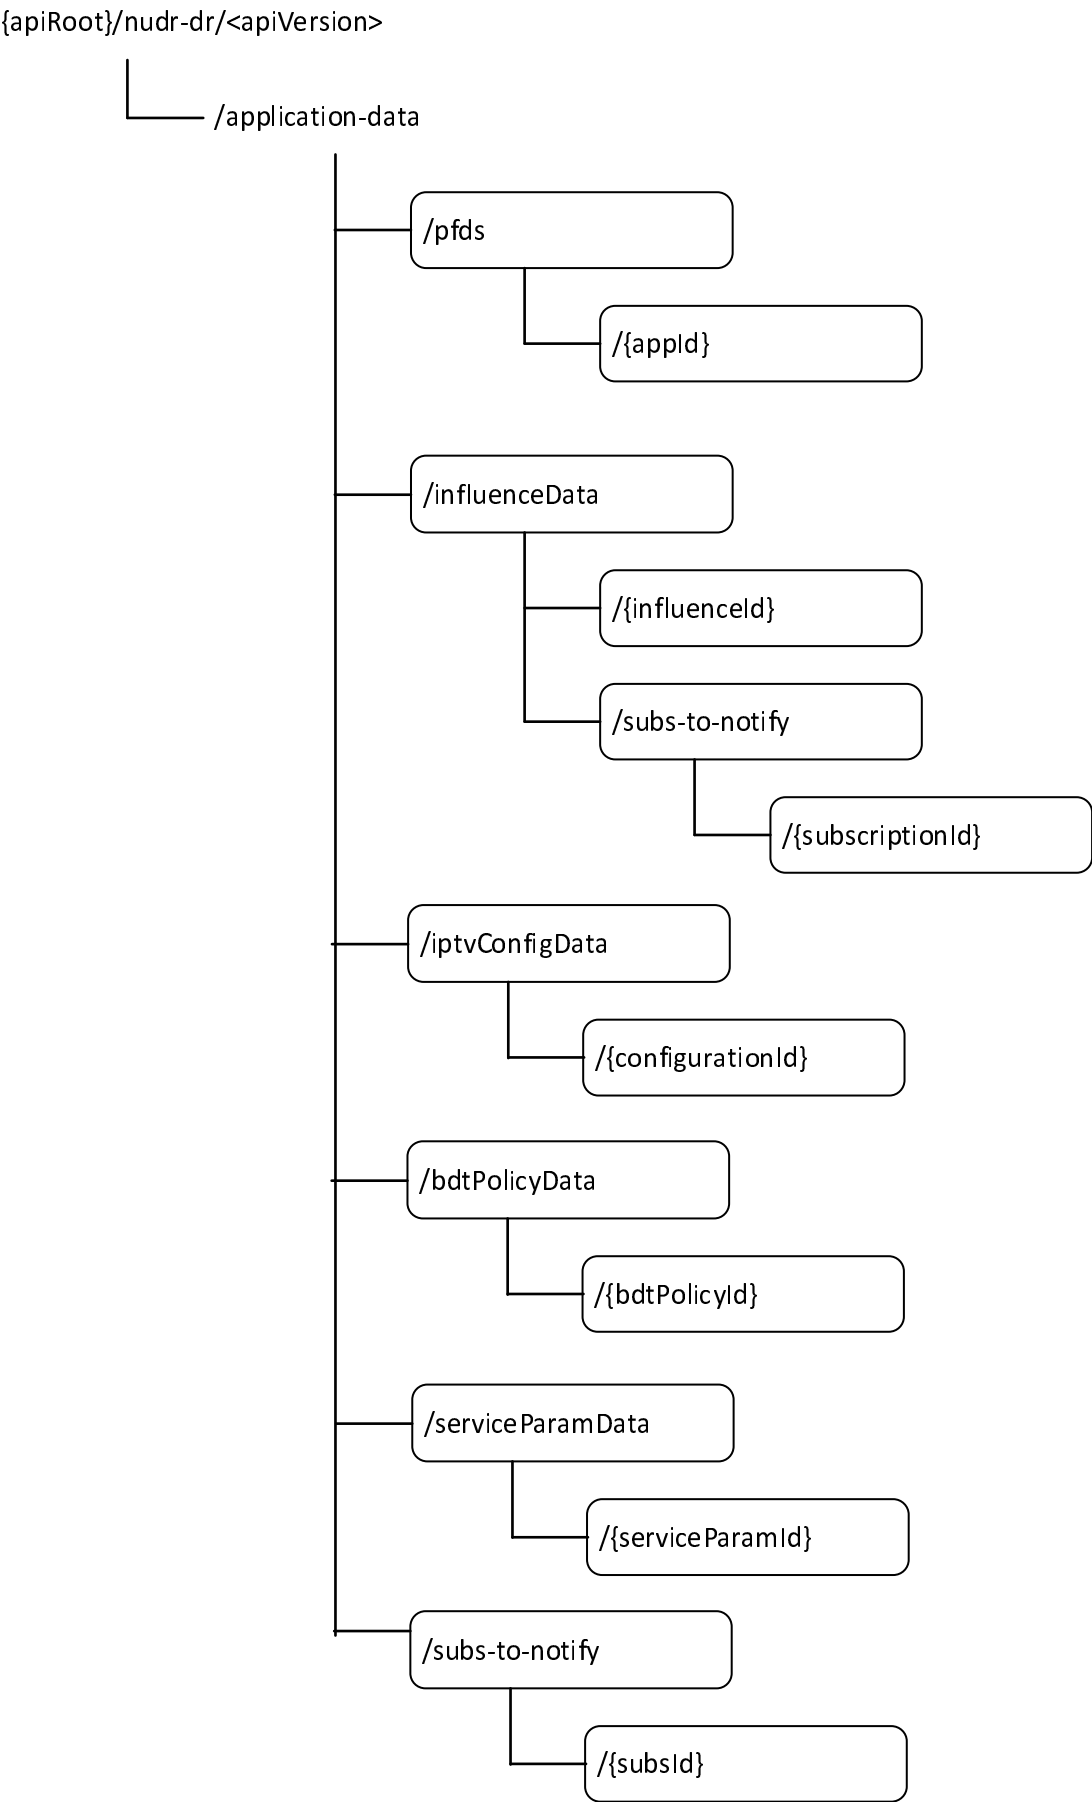 {apiRoot}/nudr-dr/<apiVersion>
/application-data
/pfds
/{appId}
/influenceData
/{influenceId}
/subs-to-notify
/{subscriptionId}
/iptvConfigData
/{configurationId}
/bdtPolicyData
/{bdtPolicyId}
/serviceParamData
/{serviceParamId}
/subs-to-notify
/{subsId}